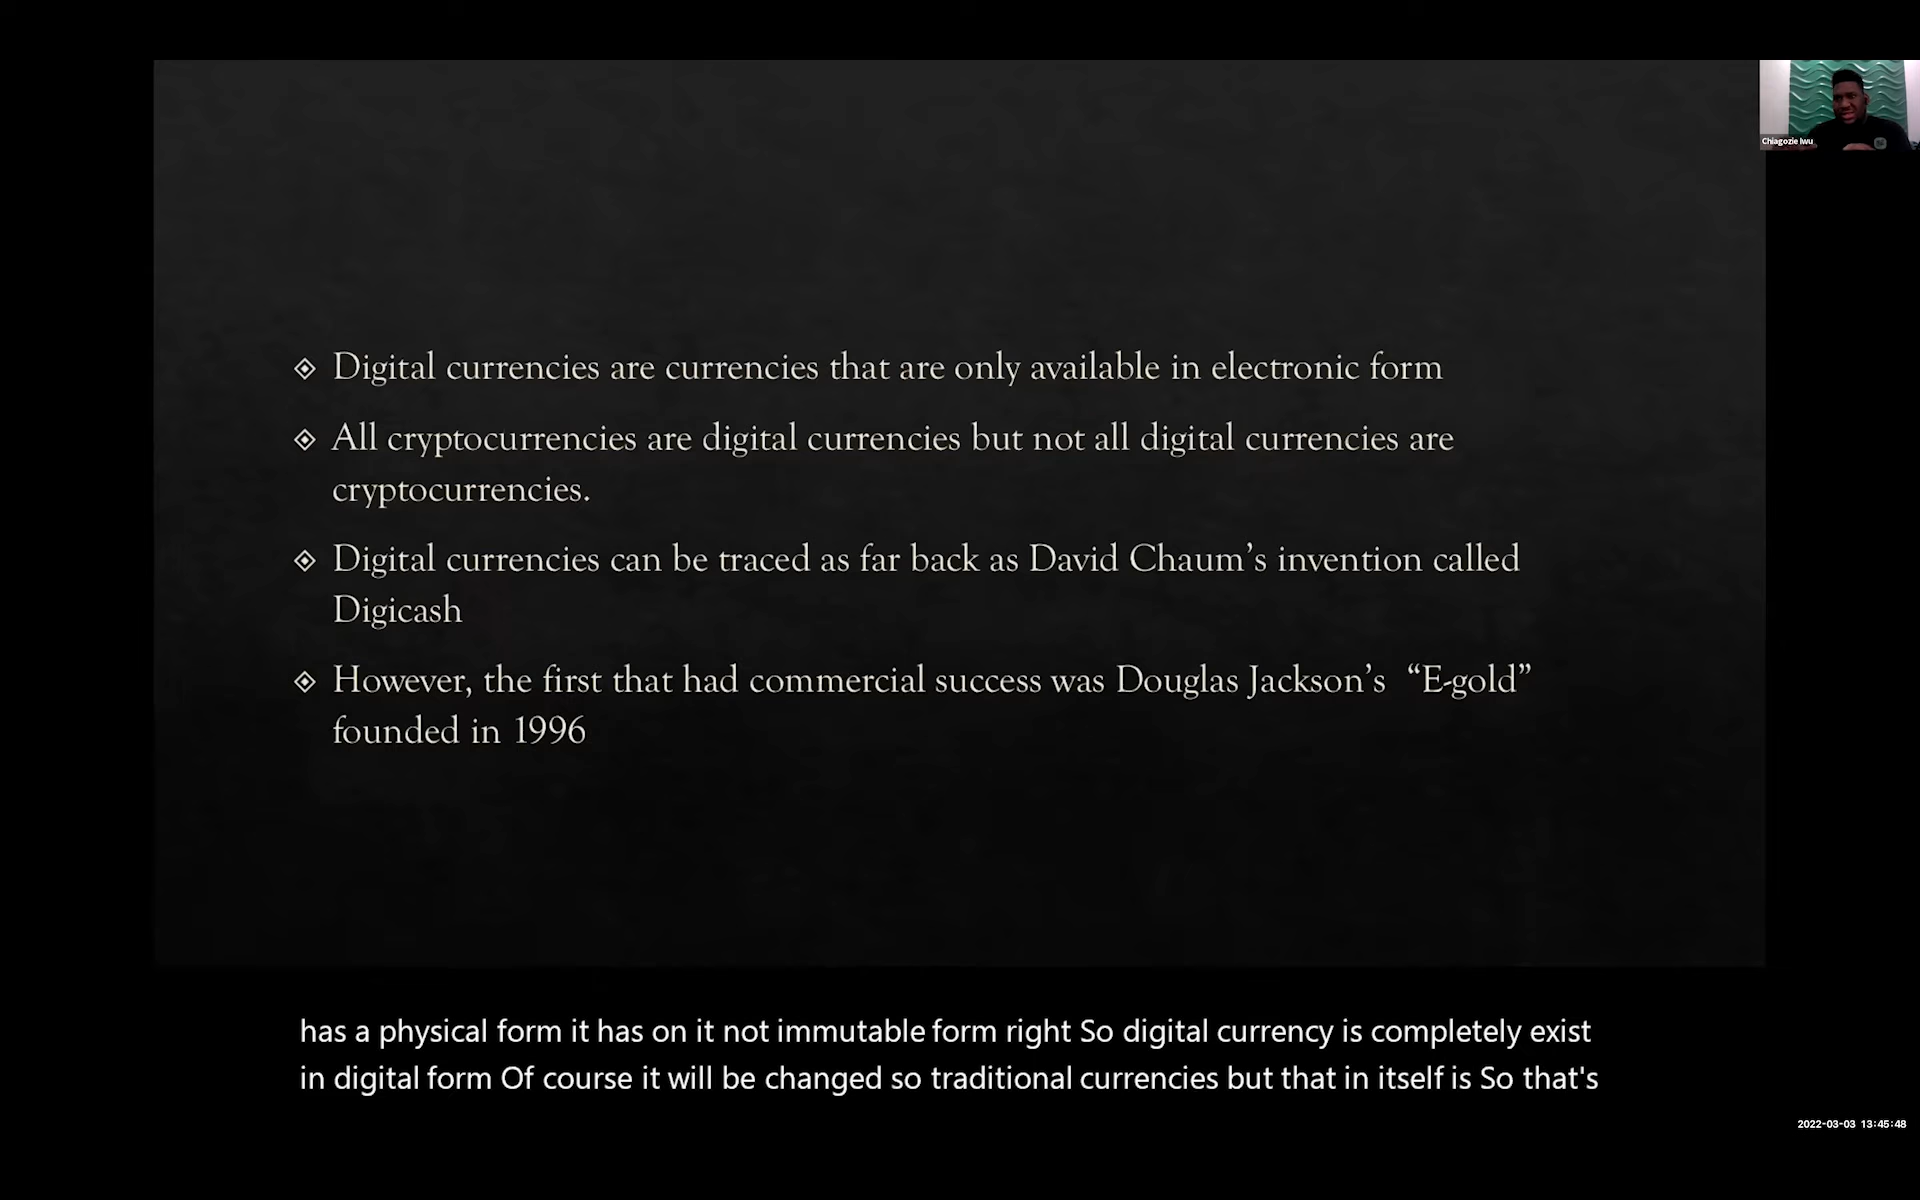 Chiagozie Iwu
Digital currencies are currencies that are only available in electronic form
All cryptocurrencies are digital currencies but not all digital currencies are
cryptocurrencies.
Digital currencies can be traced as far back as David Chaum’s invention called
Digicash
However, the first that had commercial success was Douglas Jackson’s “E-gold”
founded in 1996
has a physical form it has on it not immutable form right So digital currency is completely exist
in digital form Of course it will be changed so traditional currencies but that in itself is So that's
2022-03-03 13:45:48